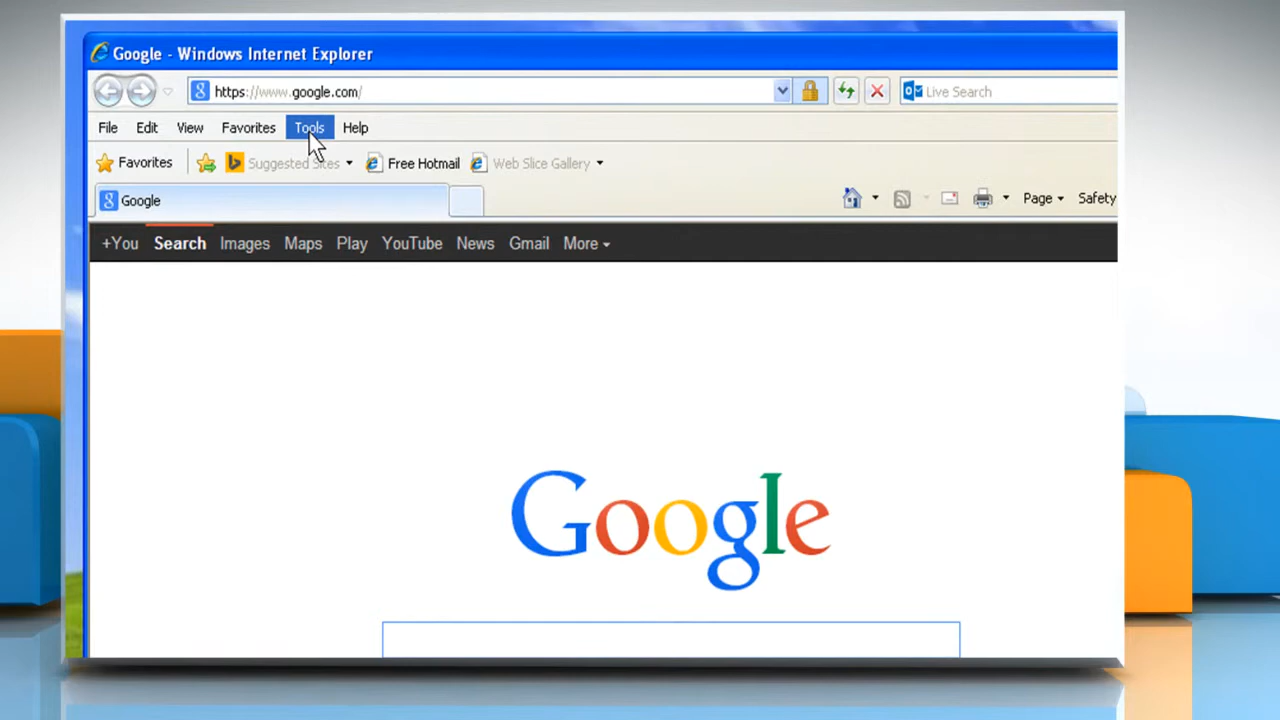 Google - Windows Internet Explorer
https://www.google.com/ Live Search
File Edit View Favorites Tools Help
Favorites Suggested Sites Free Hotmail Web Slice Gallery
Google Page Safety
+You Search Images Maps Play YouTube News Gmail More
Google